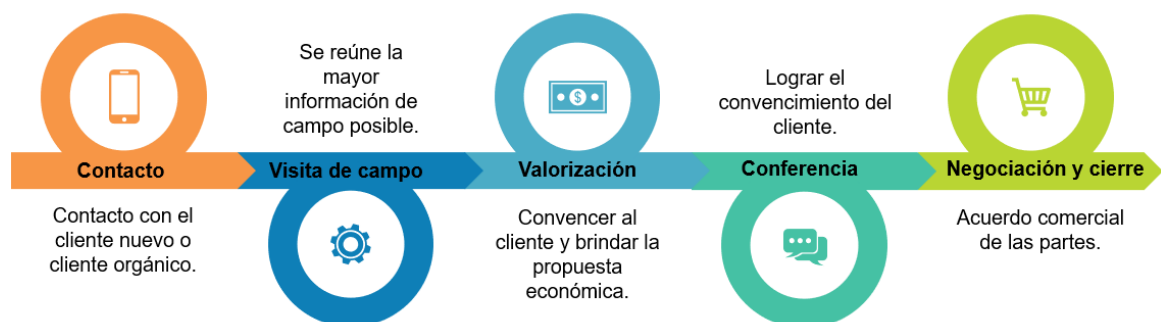 Contacto
Contacto con el
cliente nuevo o
cliente orgánico.
Se reúne la
mayor
información de
campo posible.
Visita de campo
$
Valorización
Convencer al
cliente y brindar la
propuesta
económica.
Lograr el
convencimiento del
cliente.
Conferencia
Negociación y cierre
Acuerdo comercial
de las partes.